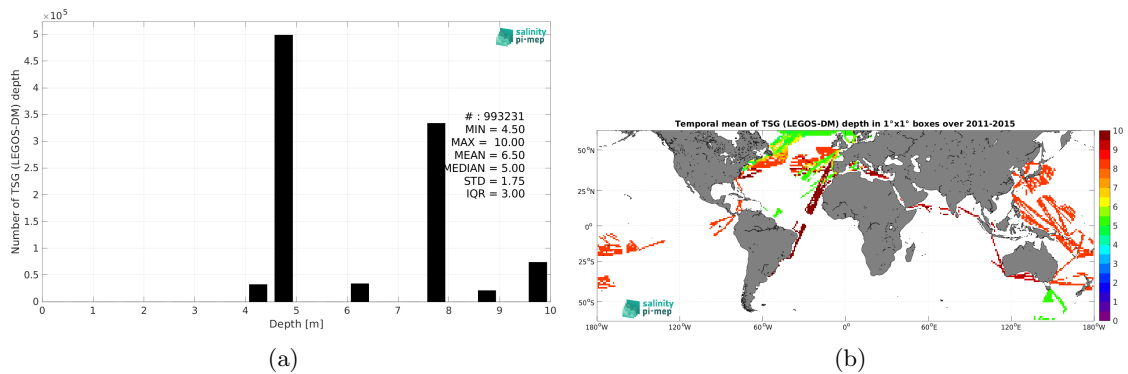 ×10⁵
5
4.5
4
3.5
3
2.5
2
1.5
1
0.5
0
Number of TSG (LEGOS-DM) depth
salinity
pi-mep
# : 993231
MIN = 4.50
MAX = 10.00
MEAN = 6.50
MEDIAN = 5.00
STD = 1.75
IQR = 3.00
0 1 2 3 4 5 6 7 8 9 10
Depth [m]
(a)
Temporal mean of TSG (LEGOS-DM) depth in 1°x1° boxes over 2011-2015
50°N
25°N
0°
25°S
50°S
180°W 120°W 60°W 0° 60°E 120°E 180°E
10
9
8
7
6
5
4
3
2
1
0
salinity
pi-mep
(b)